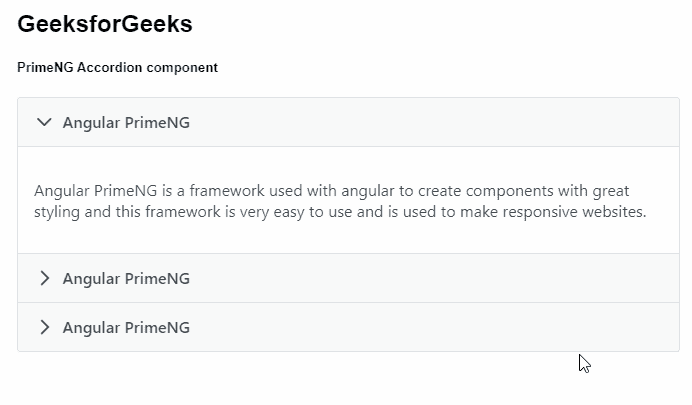 GeeksforGeeks
PrimeNG Accordion component
Angular PrimeNG
Angular PrimeNG is a framework used with angular to create components with great
styling and this framework is very easy to use and is used to make responsive websites.
Angular PrimeNG
Angular PrimeNG